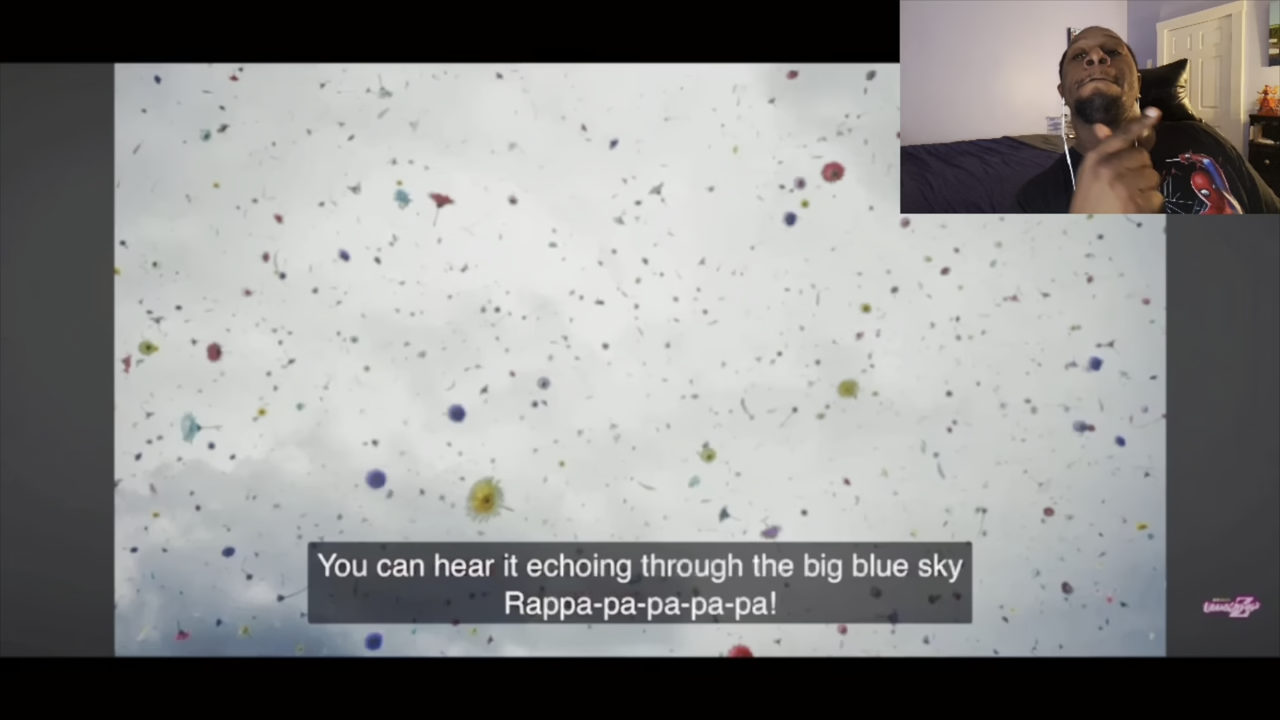 You can hear it echoing through the big blue sky
Rappa-pa-pa-pa-pa!